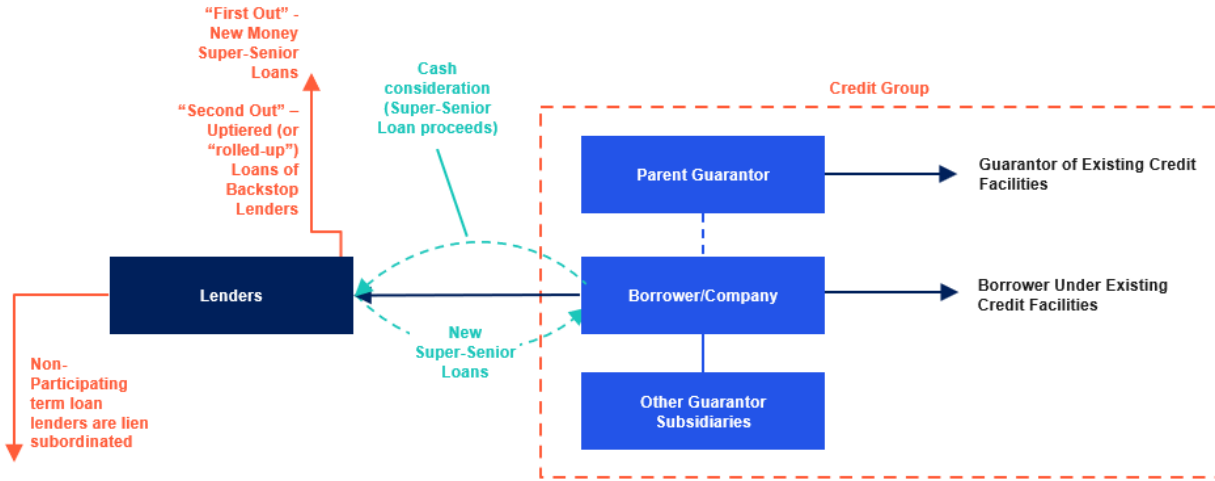 “First Out” -
New Money
Super-Senior
Loans
“Second Out” –
Uptiered (or
“rolled-up”)
Loans of
Backstop
Lenders
Cash
consideration
(Super-Senior
Loan proceeds)
Credit Group
Parent Guarantor
Guarantor of Existing Credit
Facilities
Lenders
Borrower/Company
Borrower Under Existing
Credit Facilities
New
Super-Senior
Loans
Non-
Participating
term loan
lenders are lien
subordinated
Other Guarantor
Subsidiaries